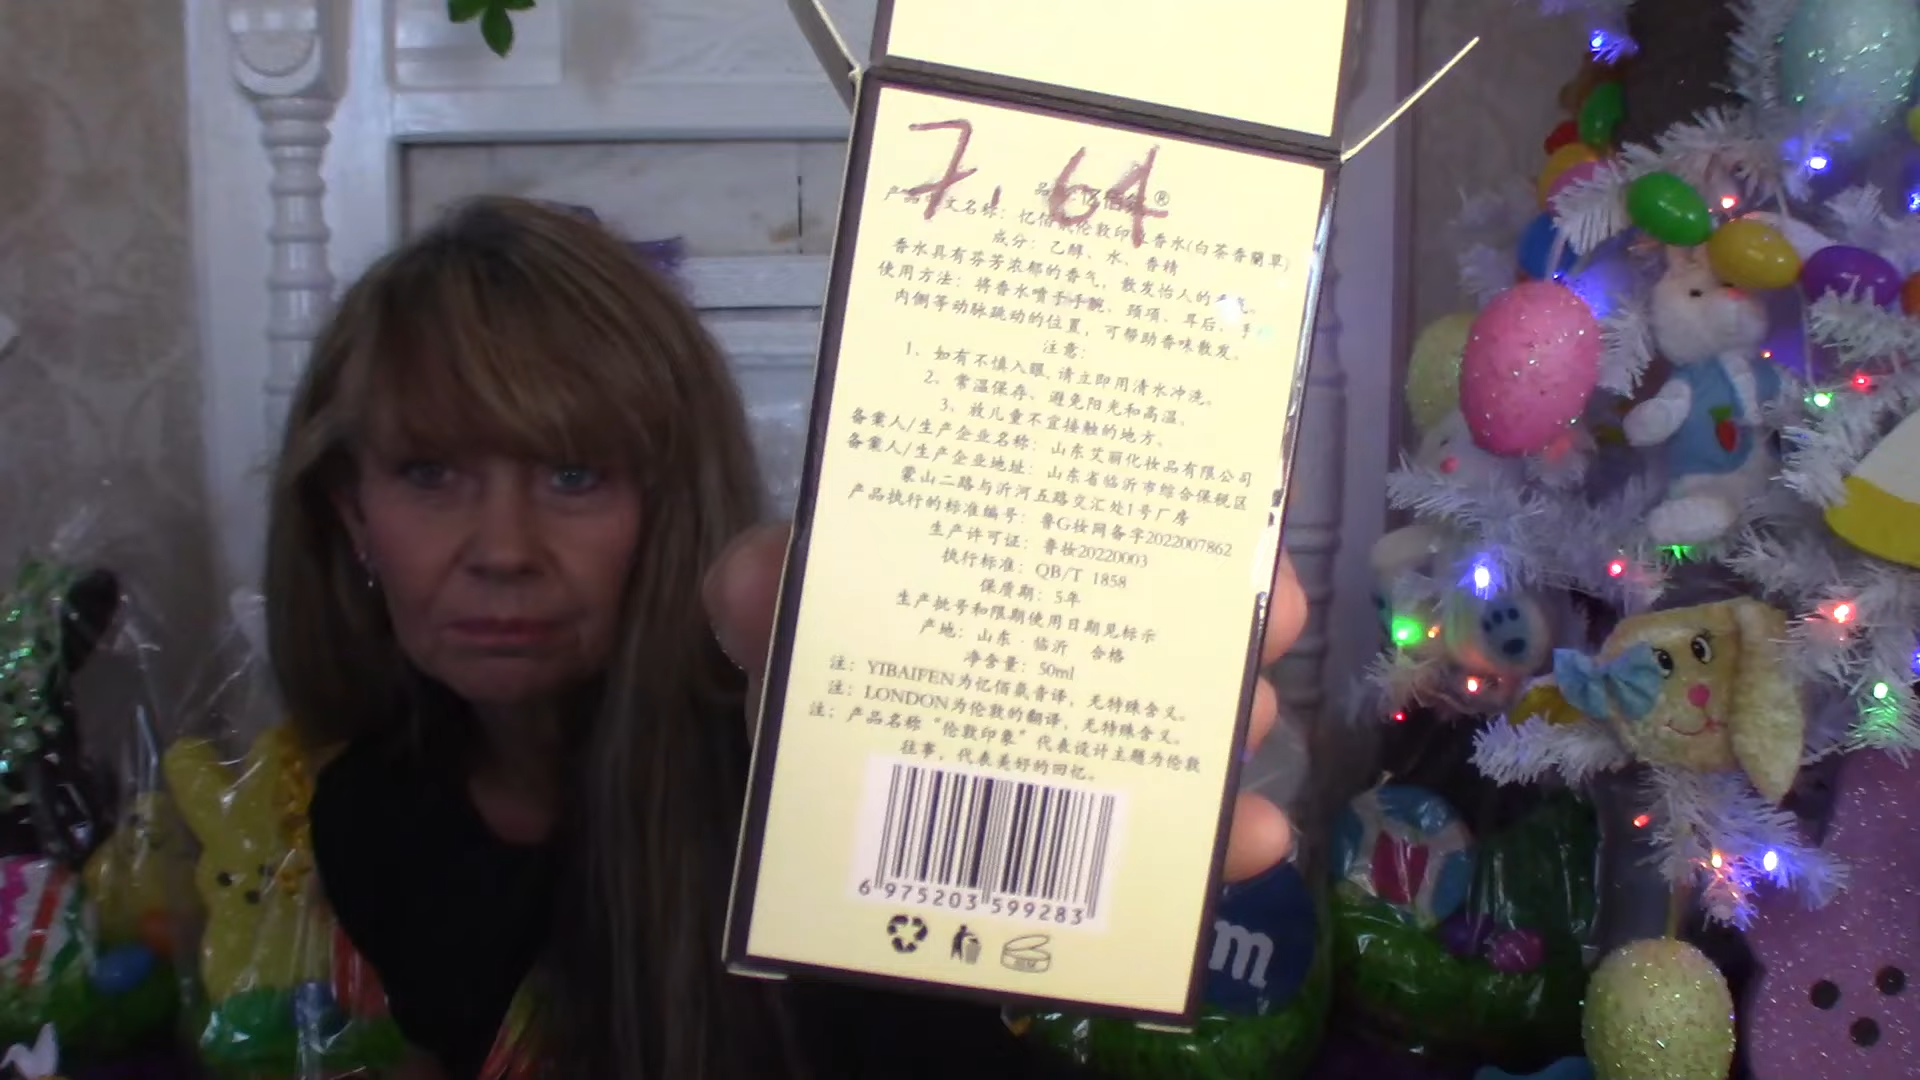 7.64
品
®
产品
文名称：忆佰
伦敦印
香水(白茶香蘭草)
成分：乙醇、水、香精
香水具有芬芳浓郁的香气，散发怡人的
使用方法：将香水喷于手腕、颈项、耳后、手
内侧等动脉跳动的位置，可帮助香味散发。
注意：
1、如有不慎入眼，请立即用清水冲洗。
2、常温保存、避免阳光和高温。
3、放儿童不宜接触的地方。
备案人/生产企业名称：山东艾丽化妆品有限公司
备案人/生产企业地址：山东省临沂市综合保税区
蒙山二路与沂河五路交汇处1号厂房
产品执行的标准编号：鲁G妆网备字2022007862
生产许可证：鲁妆20220003
执行标准：QB/T 1858
保质期：5年
生产批号和限期使用日期见标示
产地：山东·临沂 合格
净含量：50ml
注：YIBAIFEN为忆佰氛音译，无特殊含义。
注：LONDON为伦敦的翻译，无特殊含义。
注：产品名称“伦敦印象”代表设计主题为伦敦
往事，代表美好的回忆。
6 975203 599283
m